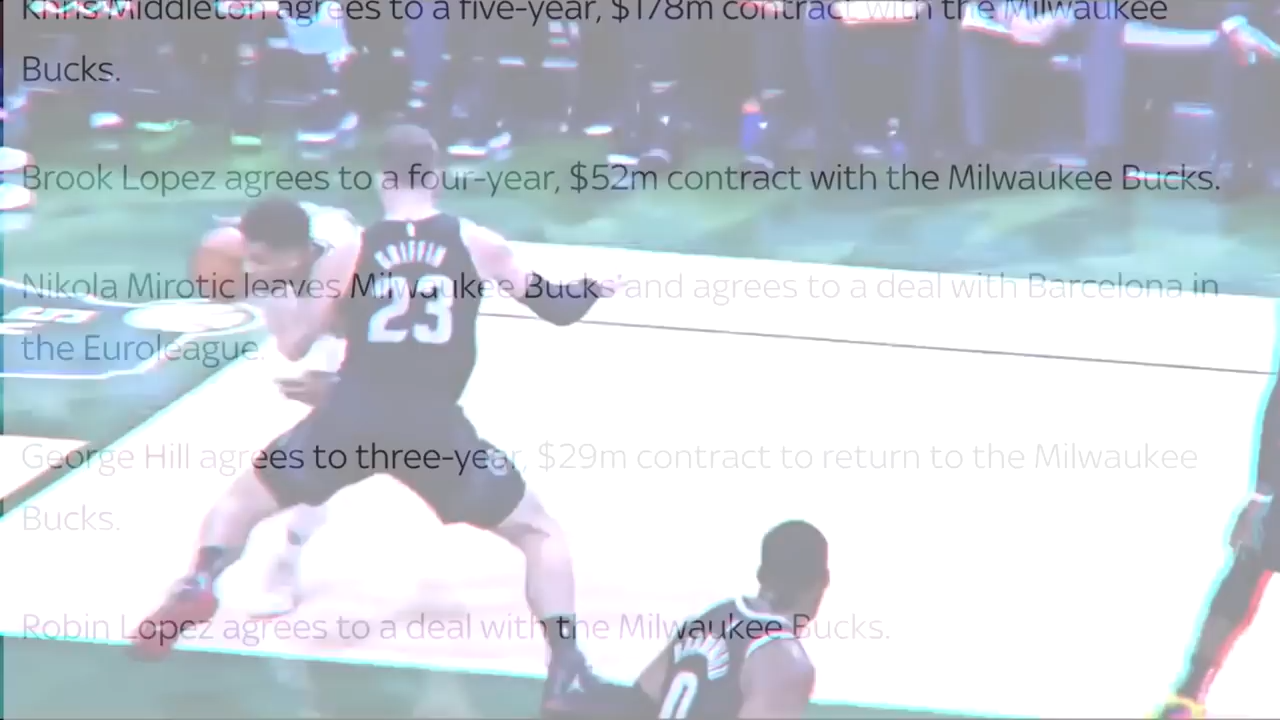 Khris Middleton agrees to a five-year, $178m contract with the Milwaukee
Bucks.
Brook Lopez agrees to a four-year, $52m contract with the Milwaukee Bucks.
Nikola Mirotic leaves Milwaukee Bucks and agrees to a deal with Barcelona in
the Euroleague.
GRIFFIN
23
George Hill agrees to three-year, $29m contract to return to the Milwaukee
Bucks.
Robin Lopez agrees to a deal with the Milwaukee Bucks.
0